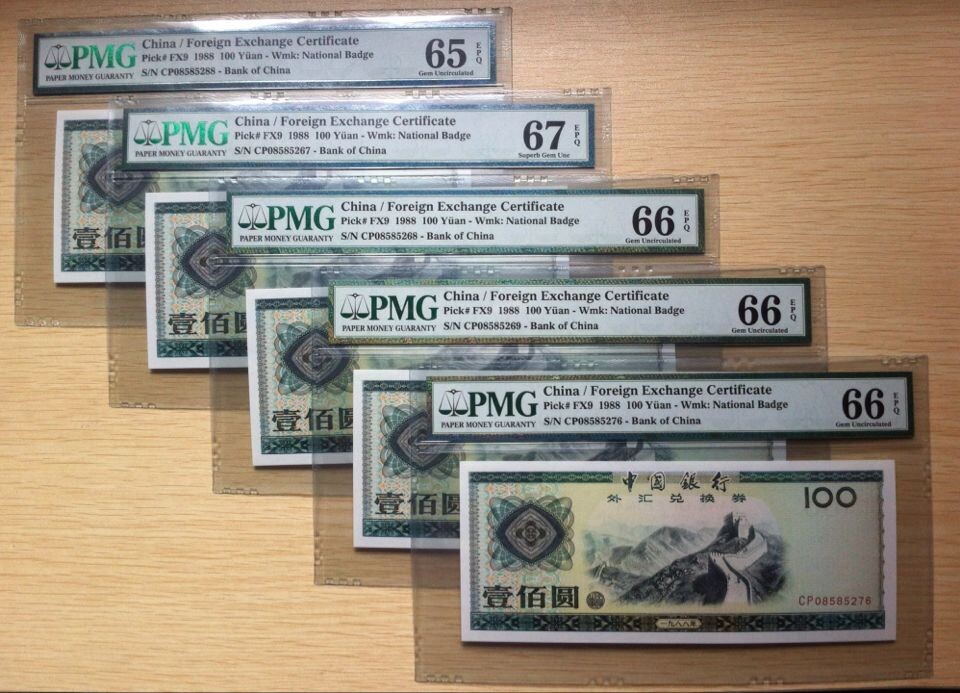 PMG
PAPER MONEY GUARANTY
China / Foreign Exchange Certificate
Pick# FX9 1988 100 Yüan - Wmk: National Badge
S/N CP08585288 - Bank of China
65
EPQ
Gem Uncirculated
PMG
PAPER MONEY GUARANTY
China / Foreign Exchange Certificate
Pick# FX9 1988 100 Yüan - Wmk: National Badge
S/N CP08585267 - Bank of China
67
EPQ
Superb Gem Unc
壹佰
PMG
PAPER MONEY GUARANTY
China / Foreign Exchange Certificate
Pick# FX9 1988 100 Yüan - Wmk: National Badge
S/N CP08585268 - Bank of China
66
EPQ
Gem Uncirculated
壹佰圆
PMG
PAPER MONEY GUARANTY
China / Foreign Exchange Certificate
Pick# FX9 1988 100 Yüan - Wmk: National Badge
S/N CP08585269 - Bank of China
66
EPQ
Gem Uncirculated
壹佰圆
PMG
PAPER MONEY GUARANTY
China / Foreign Exchange Certificate
Pick# FX9 1988 100 Yüan - Wmk: National Badge
S/N CP08585276 - Bank of China
66
EPQ
Gem Uncirculated
壹佰圆
中國銀行
外汇兑换券
100
壹佰圆
CP08585276
一九八八年